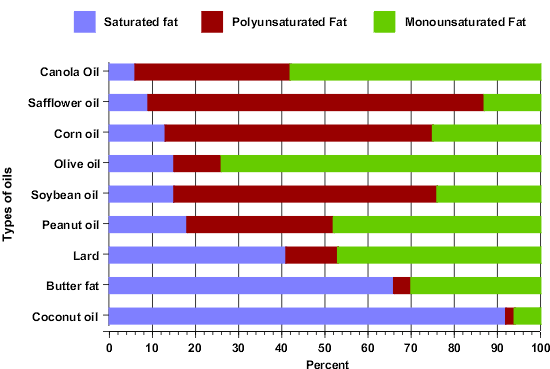 Saturated fat Polyunsaturated Fat Monounsaturated Fat
Canola Oil
Safflower oil
Corn oil
Olive oil
Soybean oil
Peanut oil
Lard
Butter fat
Coconut oil
Types of oils
0 10 20 30 40 50 60 70 80 90 100
Percent